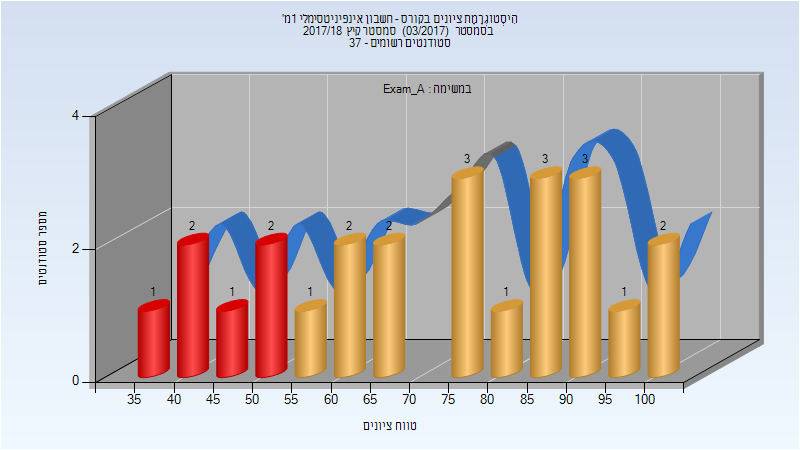 היסטוגרמת ציונים בקורס - חשבון אינפיניטסימלי 1מ'
בסמסטר (03/2017) סמסטר קיץ 2017/18
סטודנטים רשומים - 37
במשימה : Exam_A
מספר סטודנטים
4
2
0
1
2
1
2
1
2
2
3
1
3
3
1
2
35 40 45 50 55 60 65 70 75 80 85 90 95 100
טווח ציונים